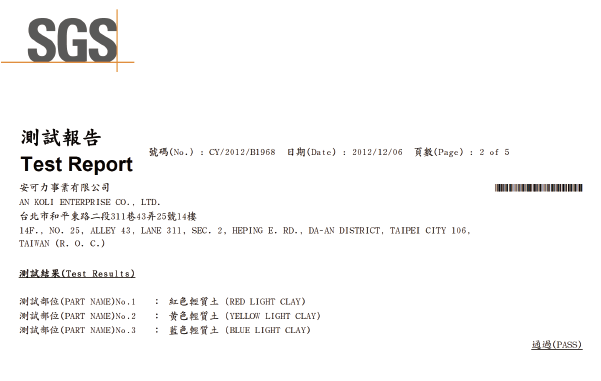 SGS
測試報告
Test Report
號碼(No.) : CY/2012/B1968 日期(Date) : 2012/12/06 頁數(Page) : 2 of 5
安可力事業有限公司
AN KOLI ENTERPRISE CO., LTD.
台北市和平東路二段311巷43弄25號14樓
14F., NO. 25, ALLEY 43, LANE 311, SEC. 2, HEPING E. RD., DA-AN DISTRICT, TAIPEI CITY 106,
TAIWAN (R. O. C.)
測試結果(Test Results)
測試部位(PART NAME)No.1 : 紅色輕質土 (RED LIGHT CLAY)
測試部位(PART NAME)No.2 : 黄色輕質土 (YELLOW LIGHT CLAY)
測試部位(PART NAME)No.3 : 藍色輕質土 (BLUE LIGHT CLAY)
通過(PASS)